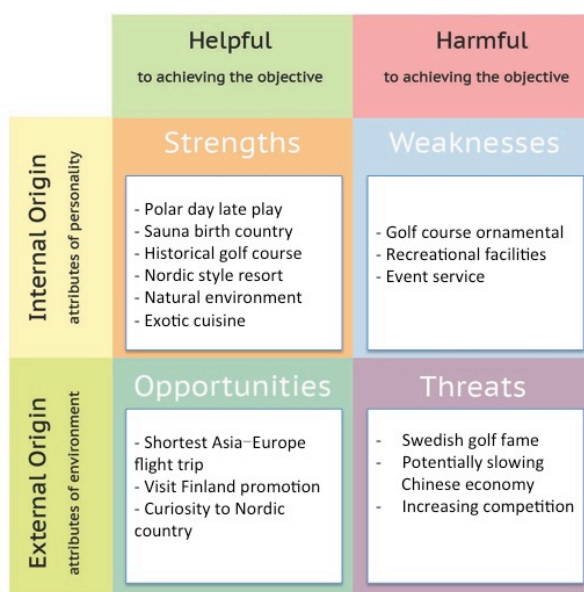 Helpful
to achieving the objective
Harmful
to achieving the objective
Internal Origin
attributes of personality
Strengths
- Polar day late play
- Sauna birth country
- Historical golf course
- Nordic style resort
- Natural environment
- Exotic cuisine
Weaknesses
- Golf course ornamental
- Recreational facilities
- Event service
External Origin
attributes of environment
Opportunities
- Shortest Asia–Europe
flight trip
- Visit Finland promotion
- Curiosity to Nordic
country
Threats
- Swedish golf fame
- Potentially slowing
Chinese economy
- Increasing competition